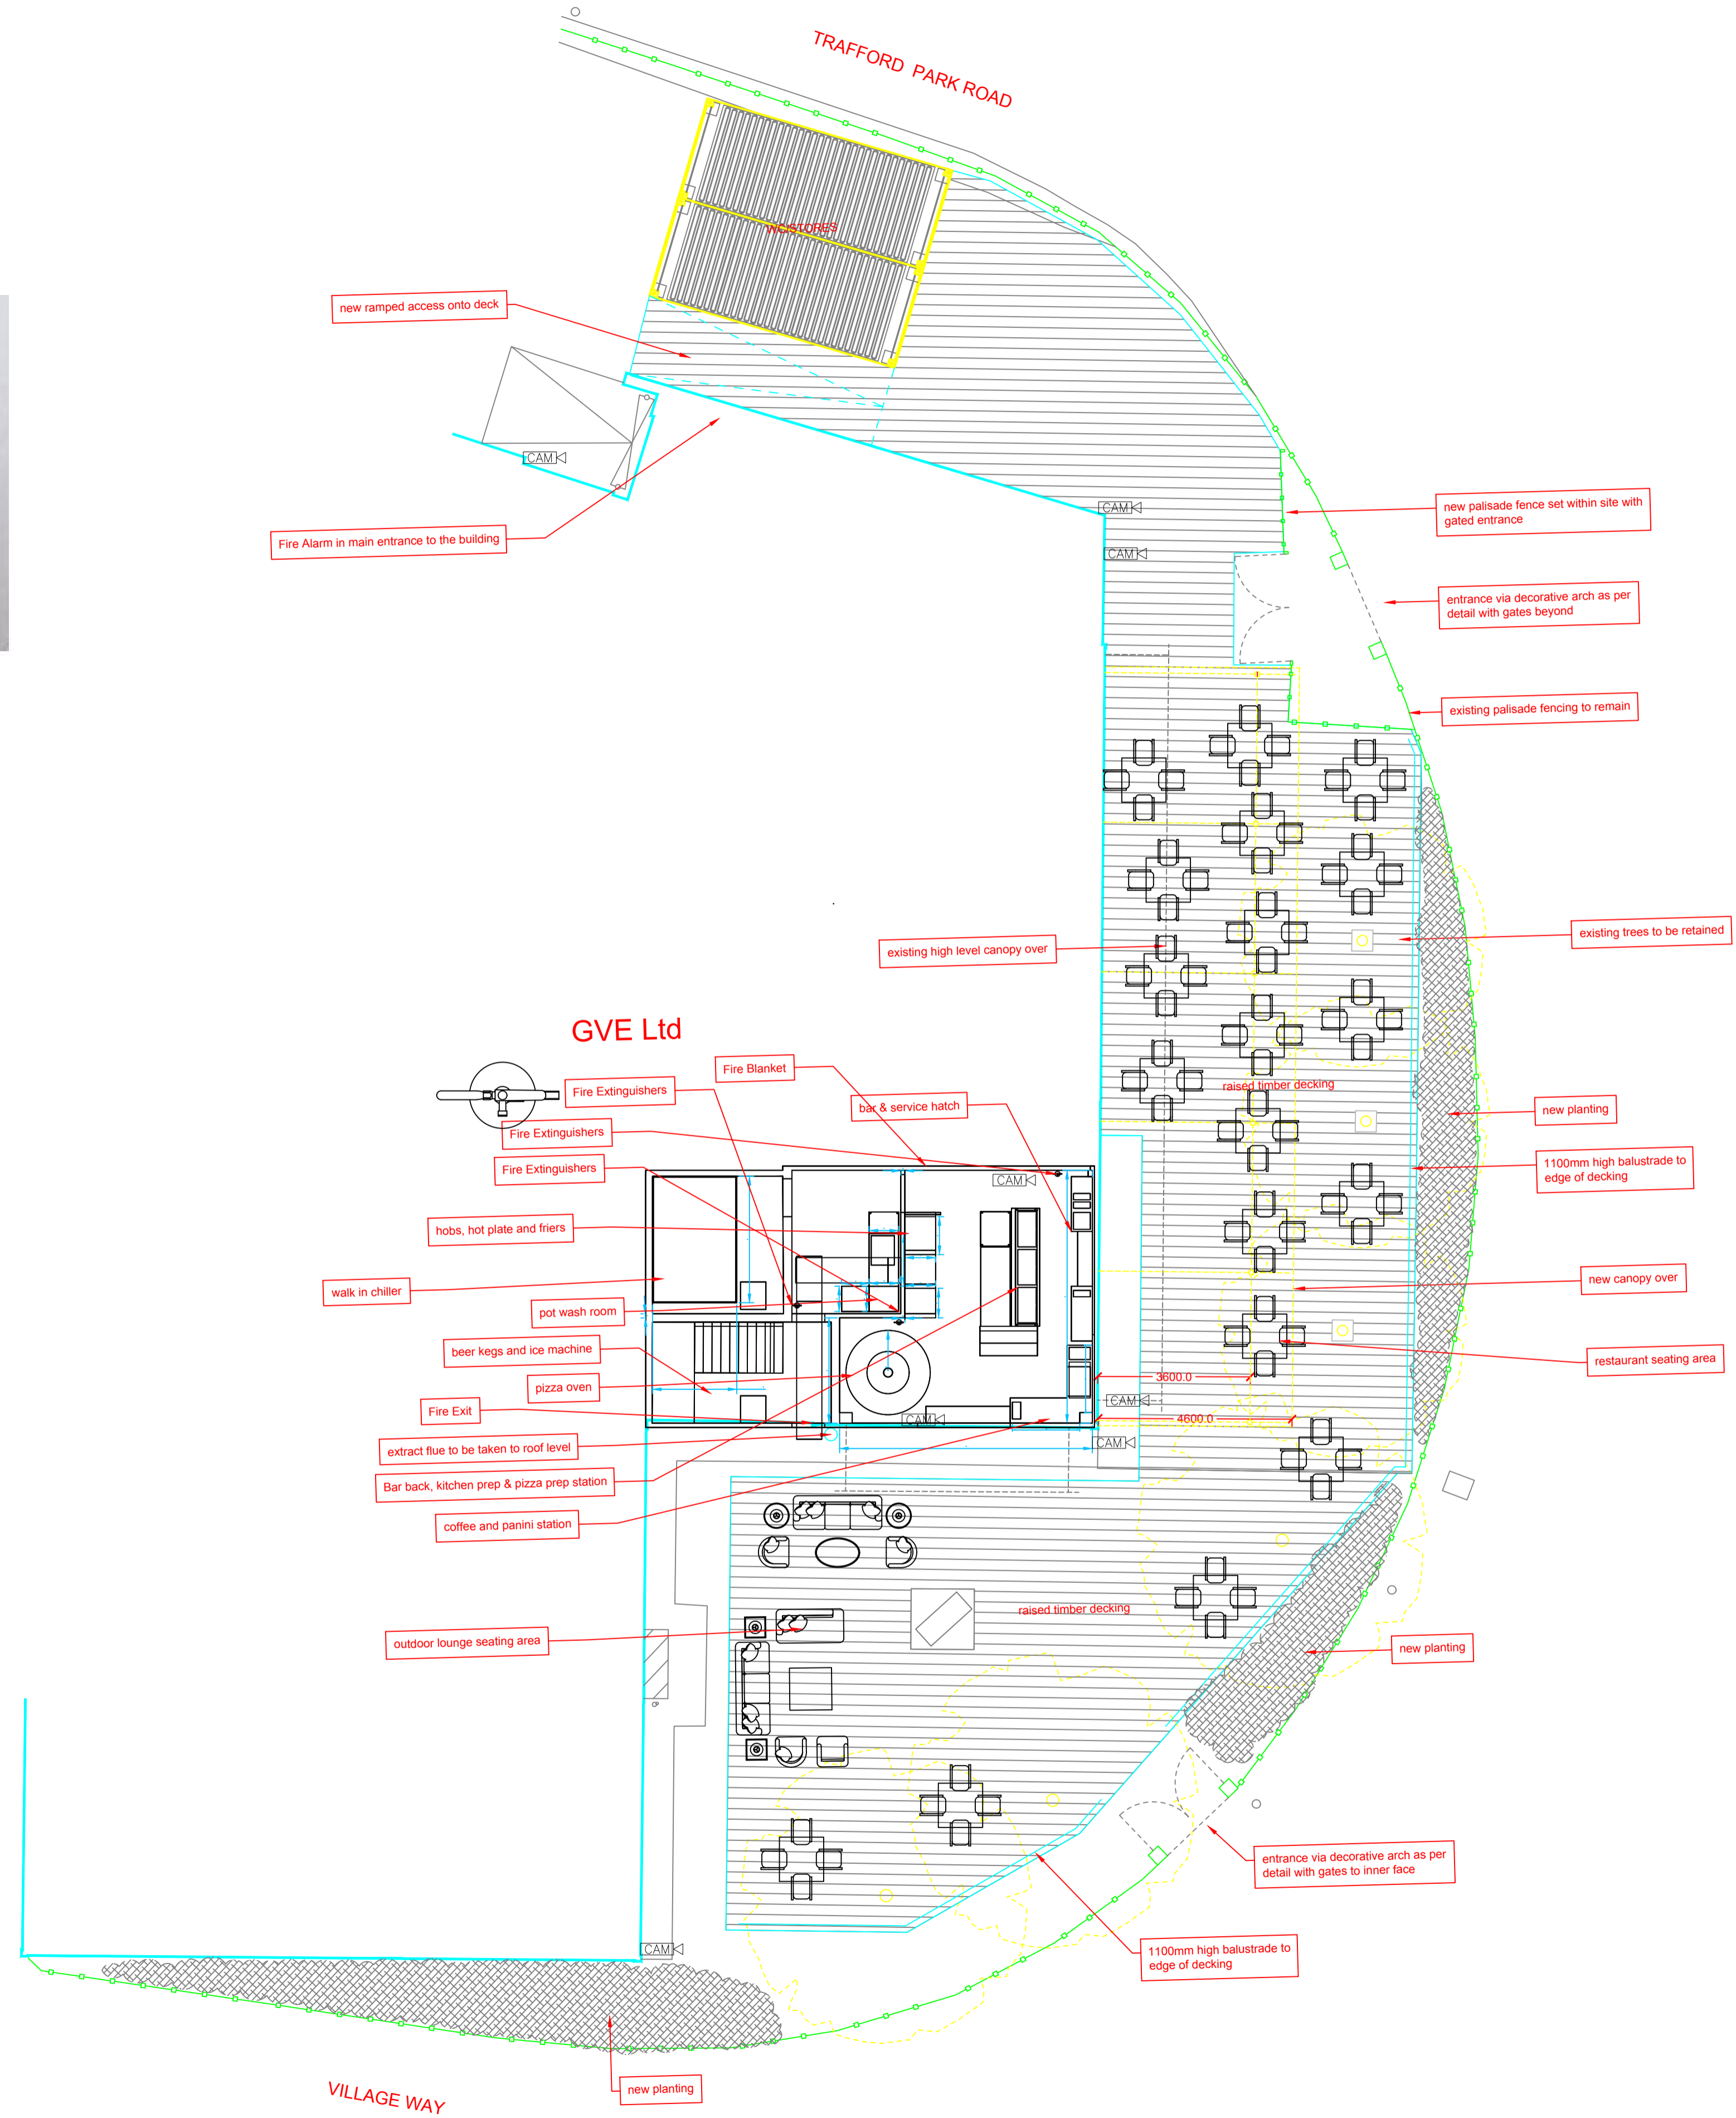 TRAFFORD PARK ROAD
WC/STORES
new ramped access onto deck
CAM
Fire Alarm in main entrance to the building
CAM
CAM
new palisade fence set within site with
gated entrance
entrance via decorative arch as per
detail with gates beyond
existing palisade fencing to remain
existing high level canopy over
existing trees to be retained
GVE Ltd
Fire Blanket
Fire Extinguishers
bar & service hatch
raised timber decking
new planting
Fire Extinguishers
Fire Extinguishers
CAM
1100mm high balustrade to
edge of decking
hobs, hot plate and friers
walk in chiller
pot wash room
new canopy over
beer kegs and ice machine
restaurant seating area
pizza oven
3600.0
Fire Exit
CAM
CAM
4600.0
extract flue to be taken to roof level
CAM
Bar back, kitchen prep & pizza prep station
coffee and panini station
raised timber decking
outdoor lounge seating area
new planting
entrance via decorative arch as per
detail with gates to inner face
CAM
1100mm high balustrade to
edge of decking
new planting
VILLAGE WAY